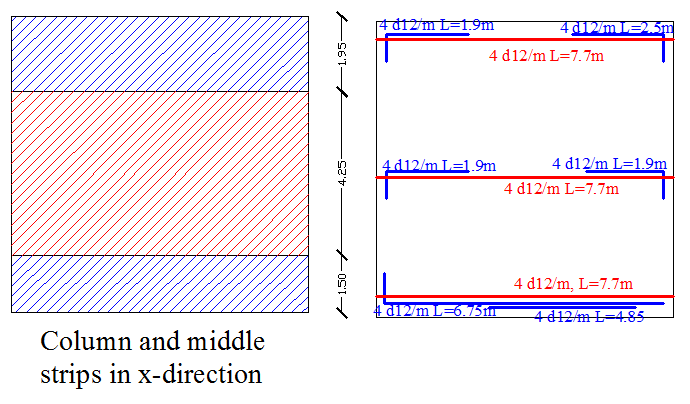 1.95
4.25
1.50
Column and middle
strips in x-direction
4 d12/m L=1.9m
4 d12/m L=2.5m
4 d12/m L=7.7m
4 d12/m L=1.9m
4 d12/m L=1.9m
4 d12/m L=7.7m
4 d12/m, L=7.7m
4 d12/m L=6.75m
4 d12/m L=4.85